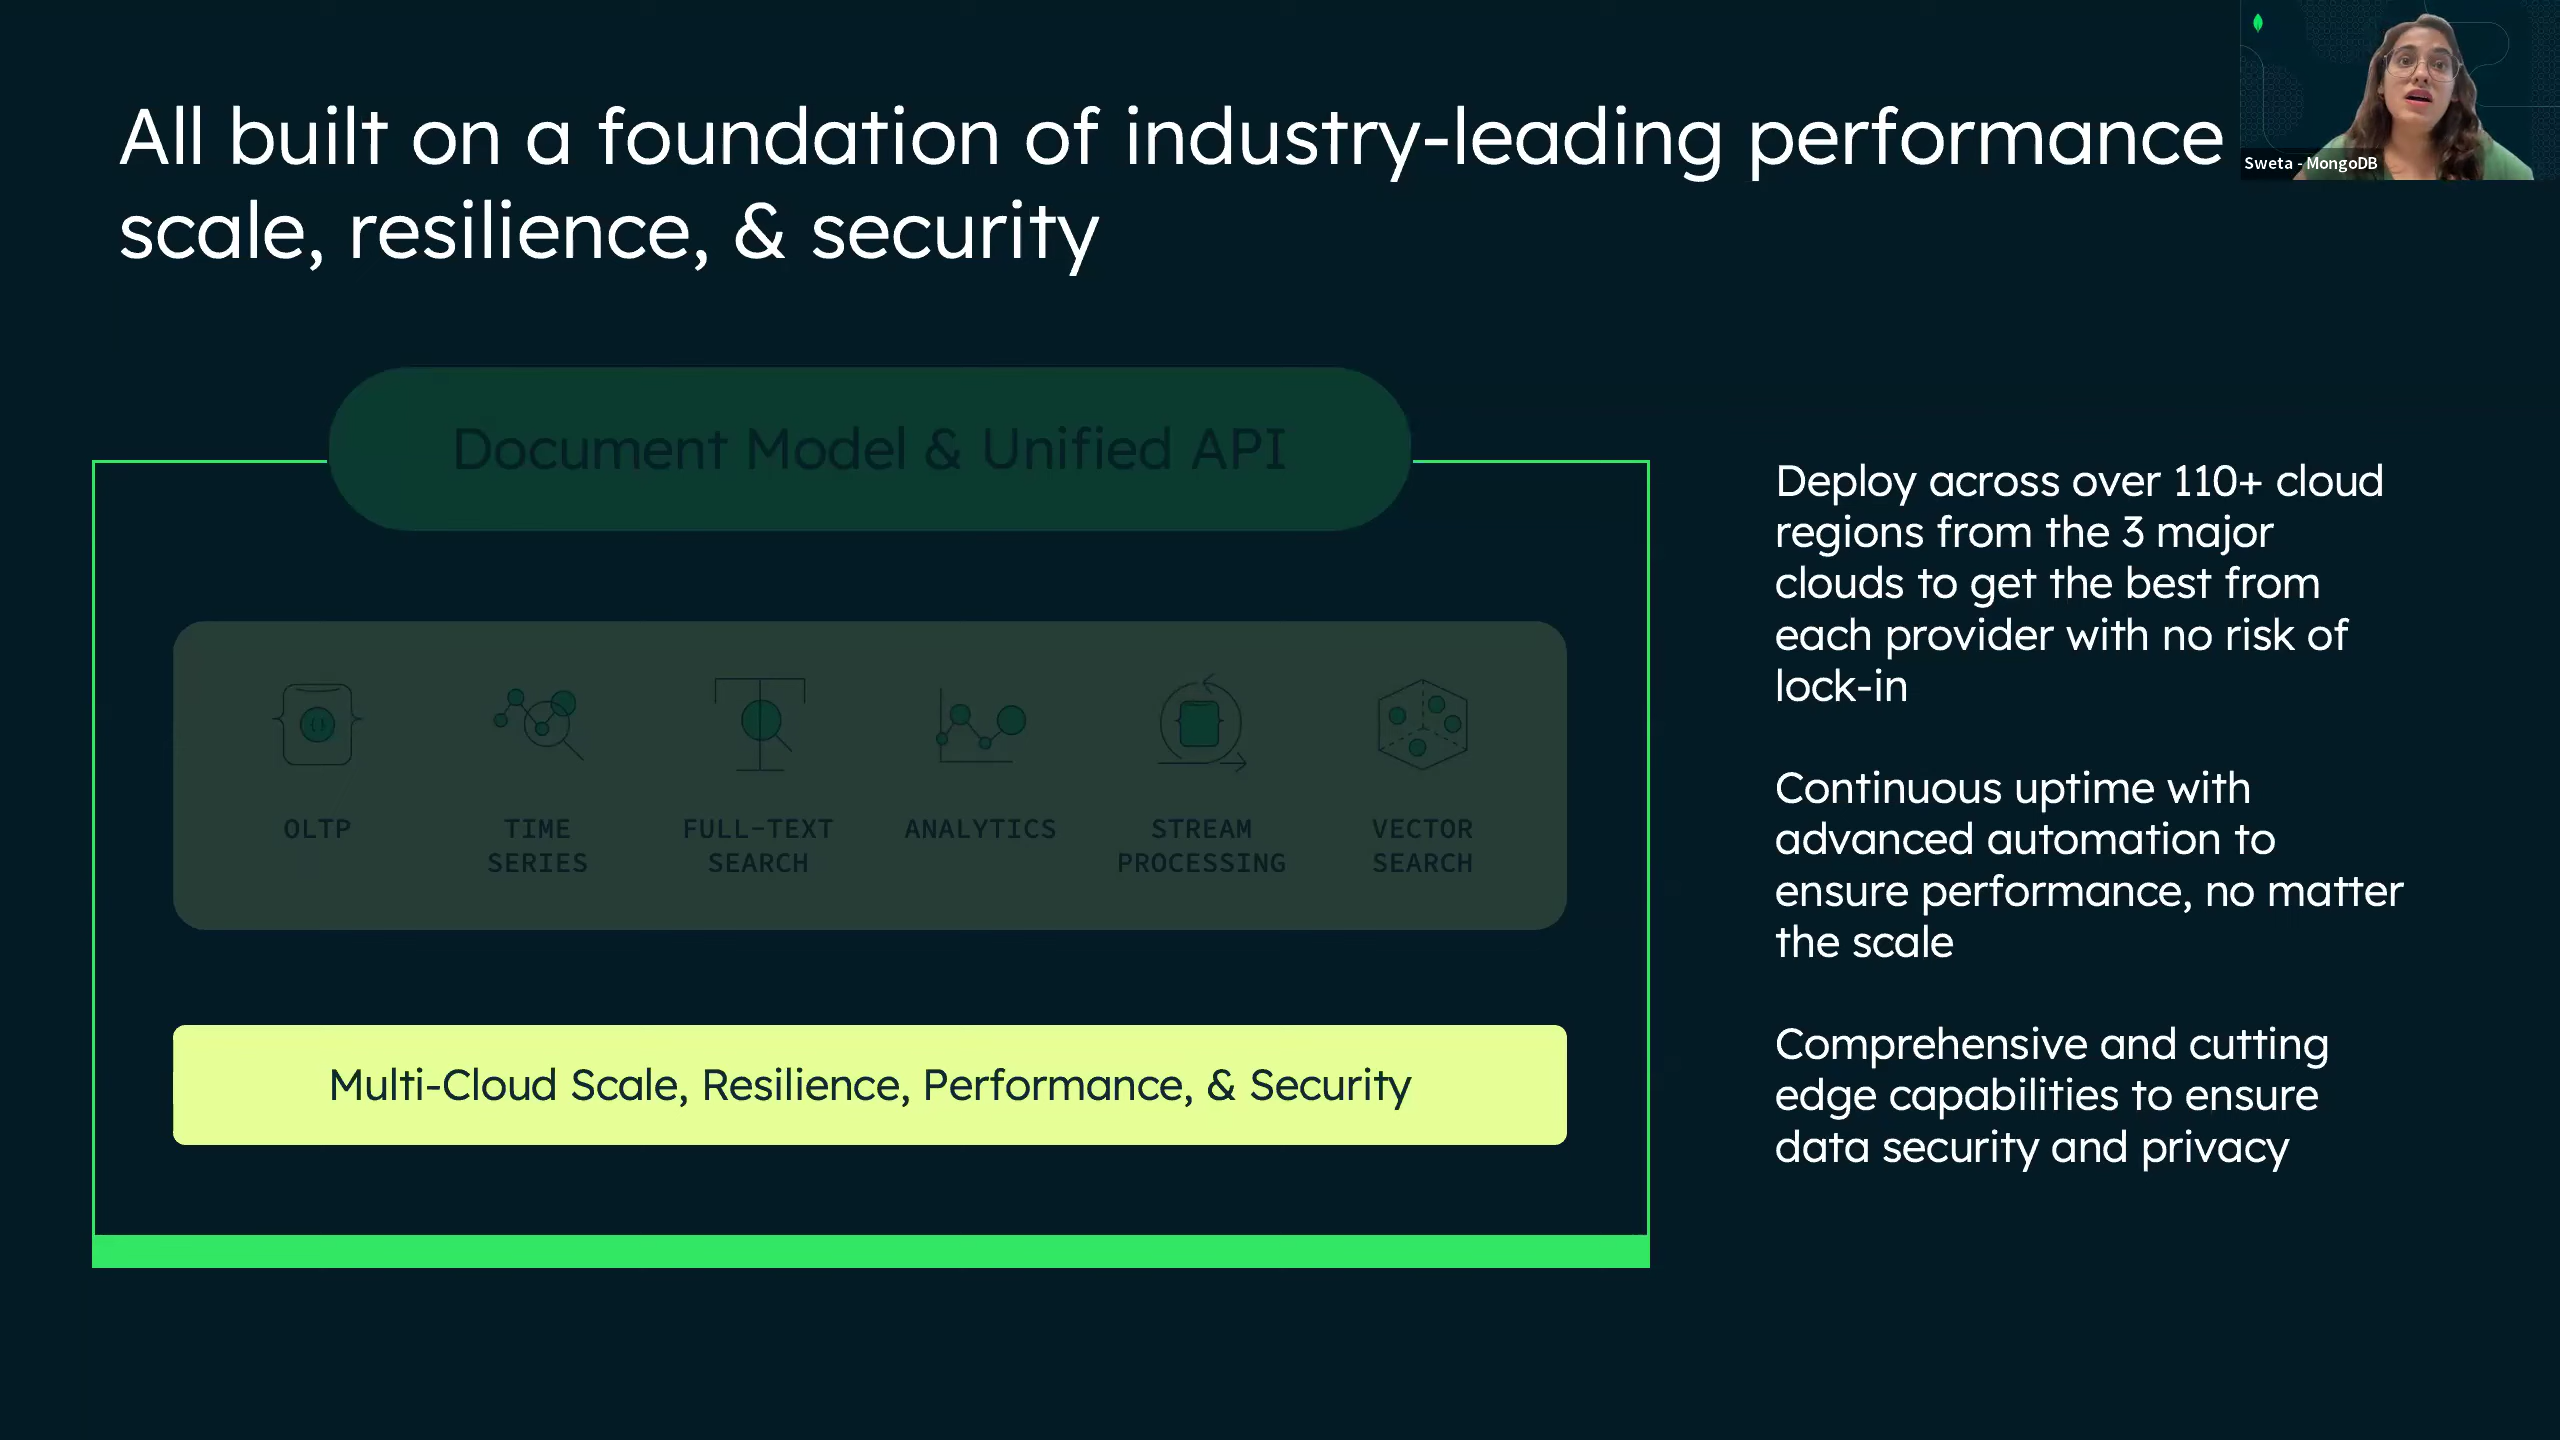 All built on a foundation of industry-leading performance
scale, resilience, & security
Sweta - MongoDB
Document Model & Unified API
OLTP
TIME
SERIES
FULL-TEXT
SEARCH
ANALYTICS
STREAM
PROCESSING
VECTOR
SEARCH
Multi-Cloud Scale, Resilience, Performance, & Security
Deploy across over 110+ cloud
regions from the 3 major
clouds to get the best from
each provider with no risk of
lock-in
Continuous uptime with
advanced automation to
ensure performance, no matter
the scale
Comprehensive and cutting
edge capabilities to ensure
data security and privacy